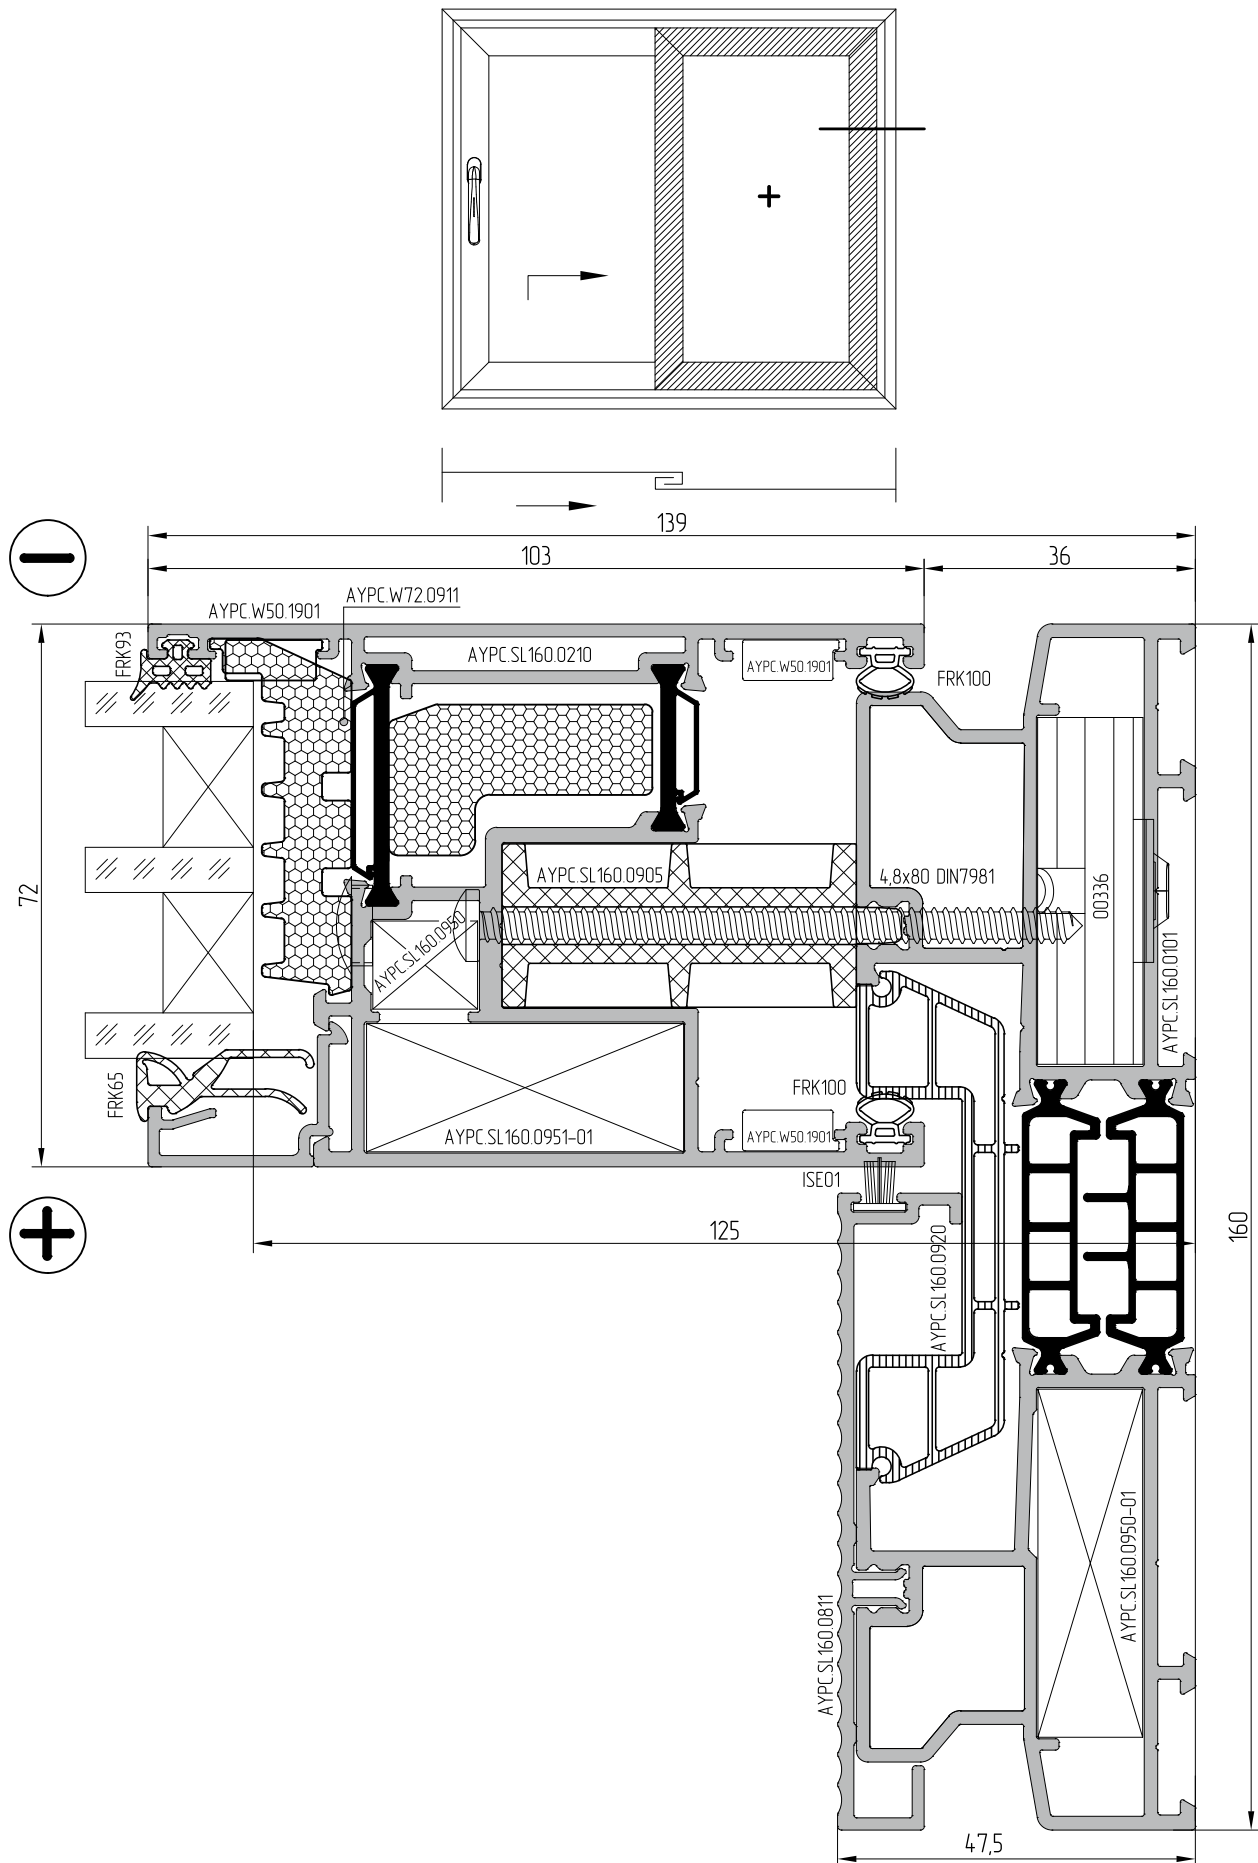 139
103
36
AYPC.W72.0911
AYPC.W50.1901
FRK93
AYPC.SL160.0210
AYPC.W50.1901
FRK100
72
AYPC.SL160.0905
4,8x80 DIN7981
00336
AYPC.SL160.0950
AYPC.SL160.0101
FRK65
FRK100
AYPC.SL160.0951-01
AYPC.W50.1901
ISE01
125
AYPC.SL160.0920
160
AYPC.SL160.0950-01
AYPC.SL160.0811
47,5